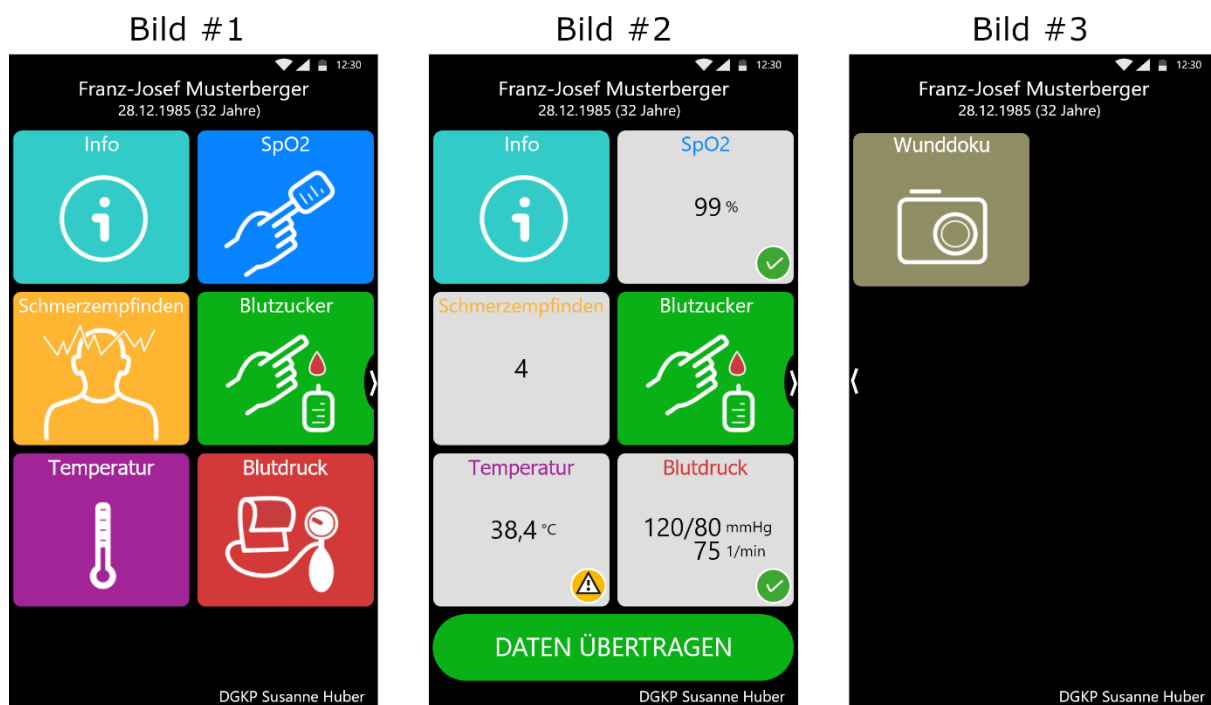 Bild #1
12:30
Franz-Josef Musterberger
28.12.1985 (32 Jahre)
Info
SpO2
Schmerzempfinden
Blutzucker
Temperatur
Blutdruck
DGKP Susanne Huber
Bild #2
12:30
Franz-Josef Musterberger
28.12.1985 (32 Jahre)
Info
SpO2
99 %
Schmerzempfinden
4
Blutzucker
Temperatur
38,4 °C
Blutdruck
120/80 mmHg
75 1/min
DATEN ÜBERTRAGEN
DGKP Susanne Huber
Bild #3
12:30
Franz-Josef Musterberger
28.12.1985 (32 Jahre)
Wunddoku
DGKP Susanne Huber